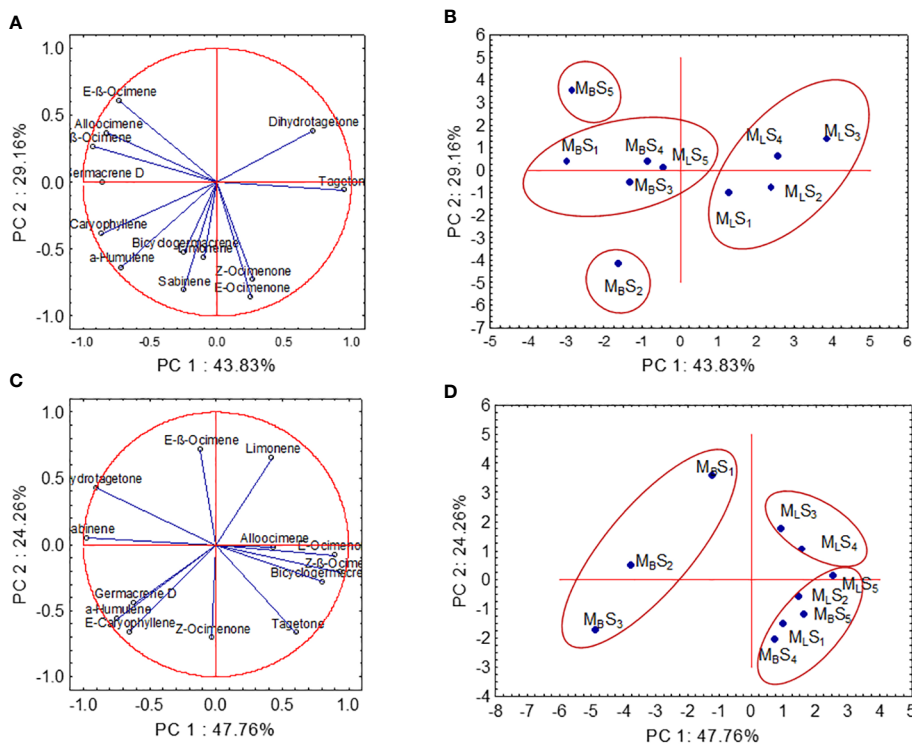 A
1.0
0.5
0.0
-0.5
-1.0
PC 2 : 29.16%
E-ß-Ocimene
Alloocimene
ß-Ocimene
Dihydrotagetone
ermacrene D
Tageton
Caryophyllene
a-Humulene
Bicydogermacrene
Limonene
Sabinene
Z-Ocimenone
E-Ocimenone
-1.0 -0.5 0.0 0.5 1.0
PC 1 : 43.83%
B
6
5
4
3
2
1
0
-1
-2
-3
-4
-5
-6
-7
PC 2 : 29.16%
MBS5
MBS1
MBS4
MLS5
MBS3
MLS4
MLS3
MLS2
MLS1
MBS2
-5 -4 -3 -2 -1 0 1 2 3 4 5 6
PC 1 : 43.83%
C
1.0
0.5
0.0
-0.5
-1.0
PC 2 : 24.26%
E-ß-Ocimene
Limonene
ydrotagetone
abinene
Alloocimene
E-Ocimeno
Z-ß-Ocime
Bicyclogermacre
Germacrene D
a-Humulene
E-Caryophyllene
Z-Ocimenone
Tagetone
-1.0 -0.5 0.0 0.5 1.0
PC 1 : 47.76%
D
6
5
4
3
2
1
0
-1
-2
-3
-4
PC 2: 24.26%
MBS1
MLS3
MBS2
MLS4
MLS5
MLS2
MBS5
MBS3
MLS1
MBS4
-8 -7 -6 -5 -4 -3 -2 -1 0 1 2 3 4 5
PC 1: 47.76%